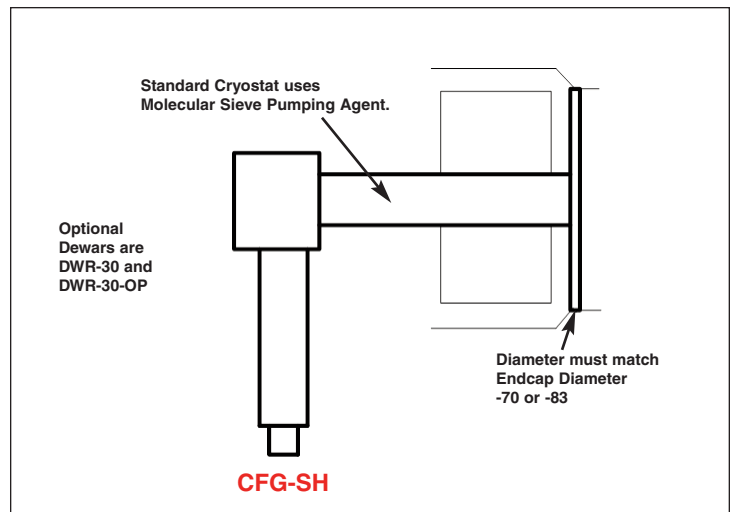 Standard Cryostat uses
Molecular Sieve Pumping Agent.
Optional
Dewars are
DWR-30 and
DWR-30-OP
Diameter must match
Endcap Diameter
-70 or -83
CFG-SH